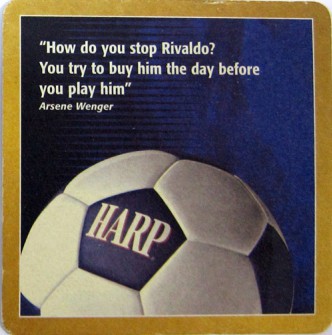 “How do you stop Rivaldo?
You try to buy him the day before
you play him”
Arsene Wenger
HARP